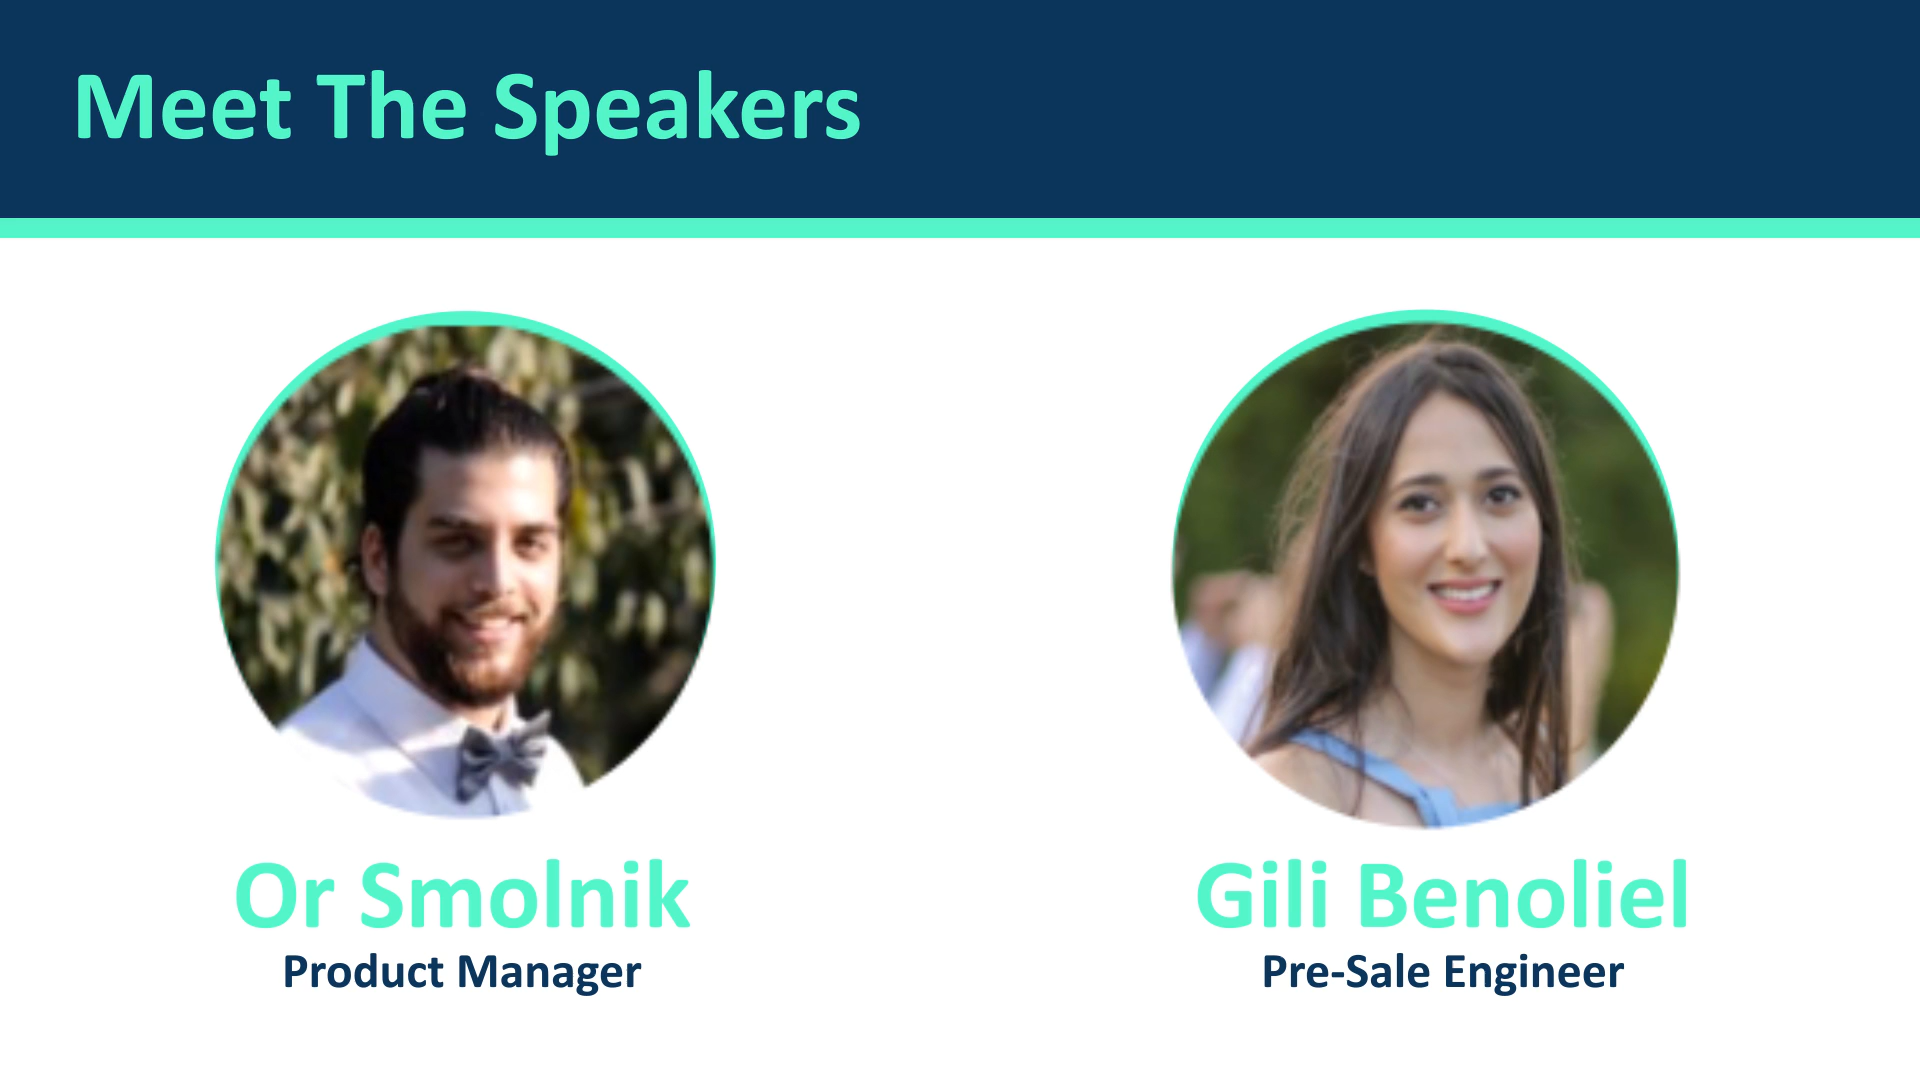 Meet The Speakers
Or Smolnik
Product Manager
Gili Benoliel
Pre-Sale Engineer